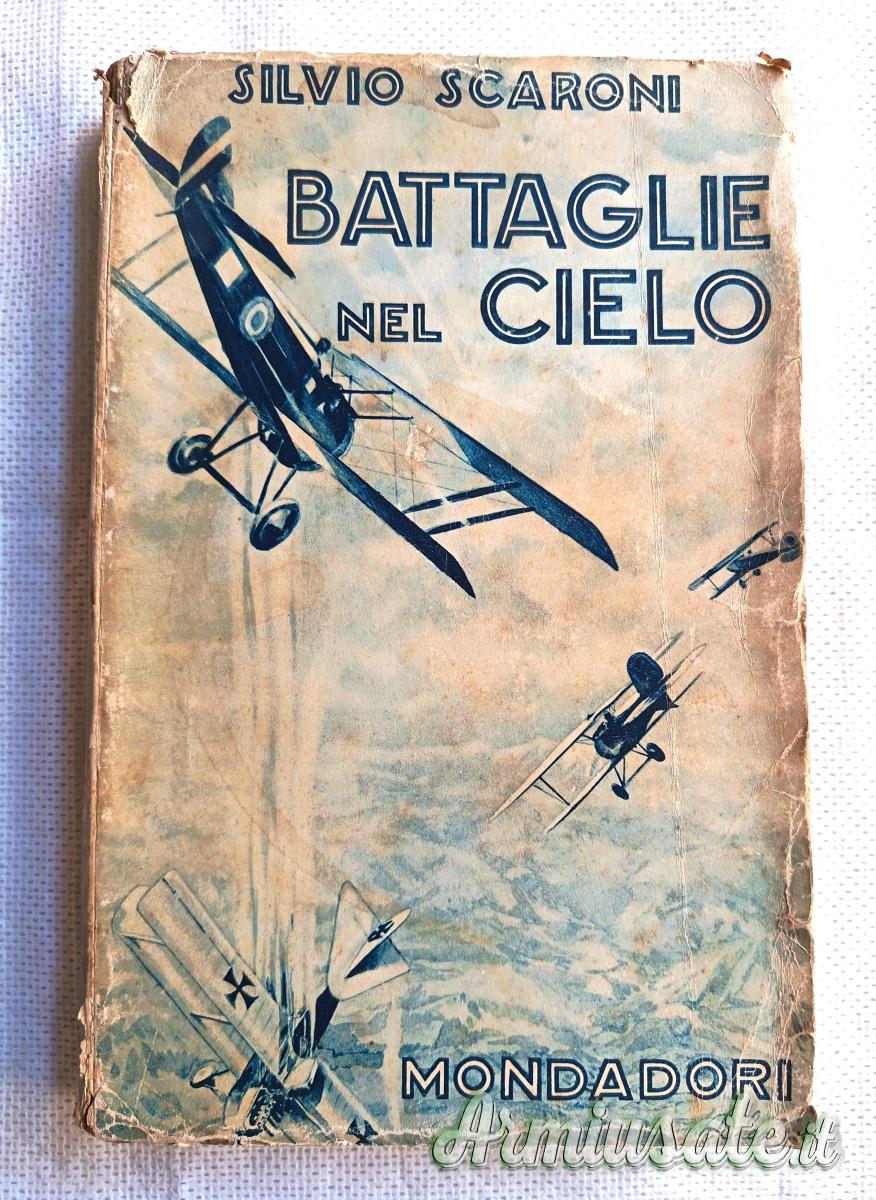 SILVIO SCARONI
BATTAGLIE
NEL CIELO
MONDADORI
Armiusate.it